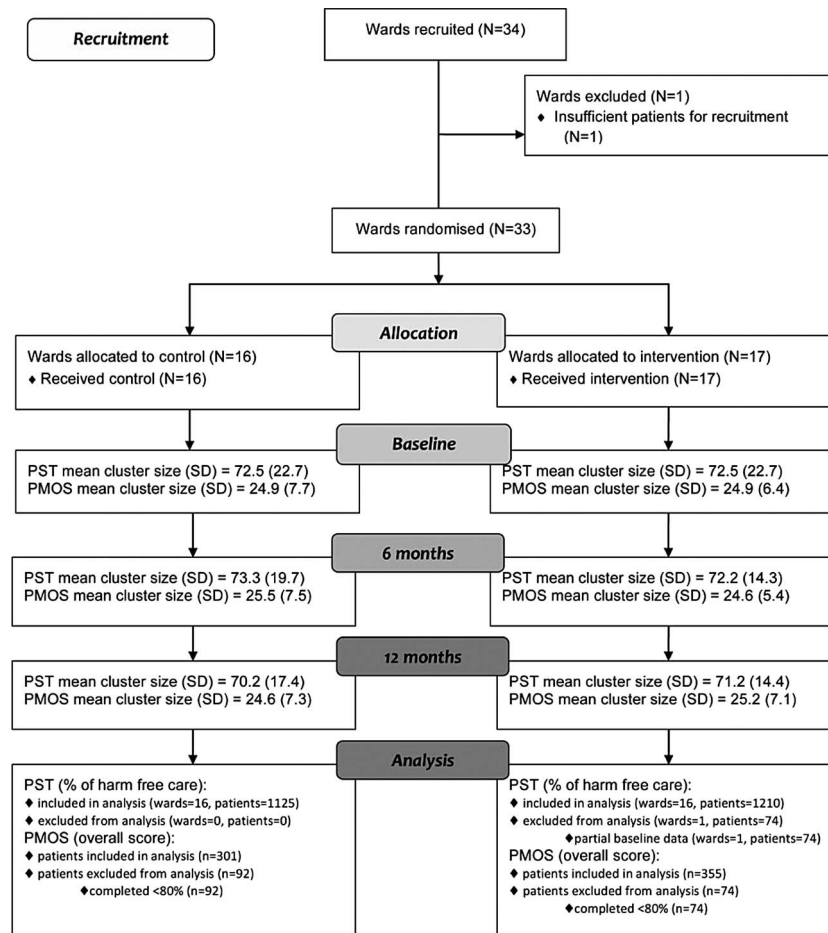 Recruitment
Wards recruited (N=34)
Wards excluded (N=1)
♦ Insufficient patients for recruitment
(N=1)
Wards randomised (N=33)
Allocation
Wards allocated to control (N=16)
♦ Received control (N=16)
Wards allocated to intervention (N=17)
♦ Received intervention (N=17)
Baseline
PST mean cluster size (SD) = 72.5 (22.7)
PMOS mean cluster size (SD) = 24.9 (7.7)
PST mean cluster size (SD) = 72.5 (22.7)
PMOS mean cluster size (SD) = 24.9 (6.4)
6 months
PST mean cluster size (SD) = 73.3 (19.7)
PMOS mean cluster size (SD) = 25.5 (7.5)
PST mean cluster size (SD) = 72.2 (14.3)
PMOS mean cluster size (SD) = 24.6 (5.4)
12 months
PST mean cluster size (SD) = 70.2 (17.4)
PMOS mean cluster size (SD) = 24.6 (7.3)
PST mean cluster size (SD) = 71.2 (14.4)
PMOS mean cluster size (SD) = 25.2 (7.1)
Analysis
PST (% of harm free care):
♦ included in analysis (wards=16, patients=1125)
♦ excluded from analysis (wards=0, patients=0)
PMOS (overall score):
♦ patients included in analysis (n=301)
♦ patients excluded from analysis (n=92)
♦completed <80% (n=92)
PST (% of harm free care):
♦ included in analysis (wards=16, patients=1210)
♦ excluded from analysis (wards=1, patients=74)
♦partial baseline data (wards=1, patients=74)
PMOS (overall score):
♦ patients included in analysis (n=355)
♦ patients excluded from analysis (n=74)
♦completed <80% (n=74)